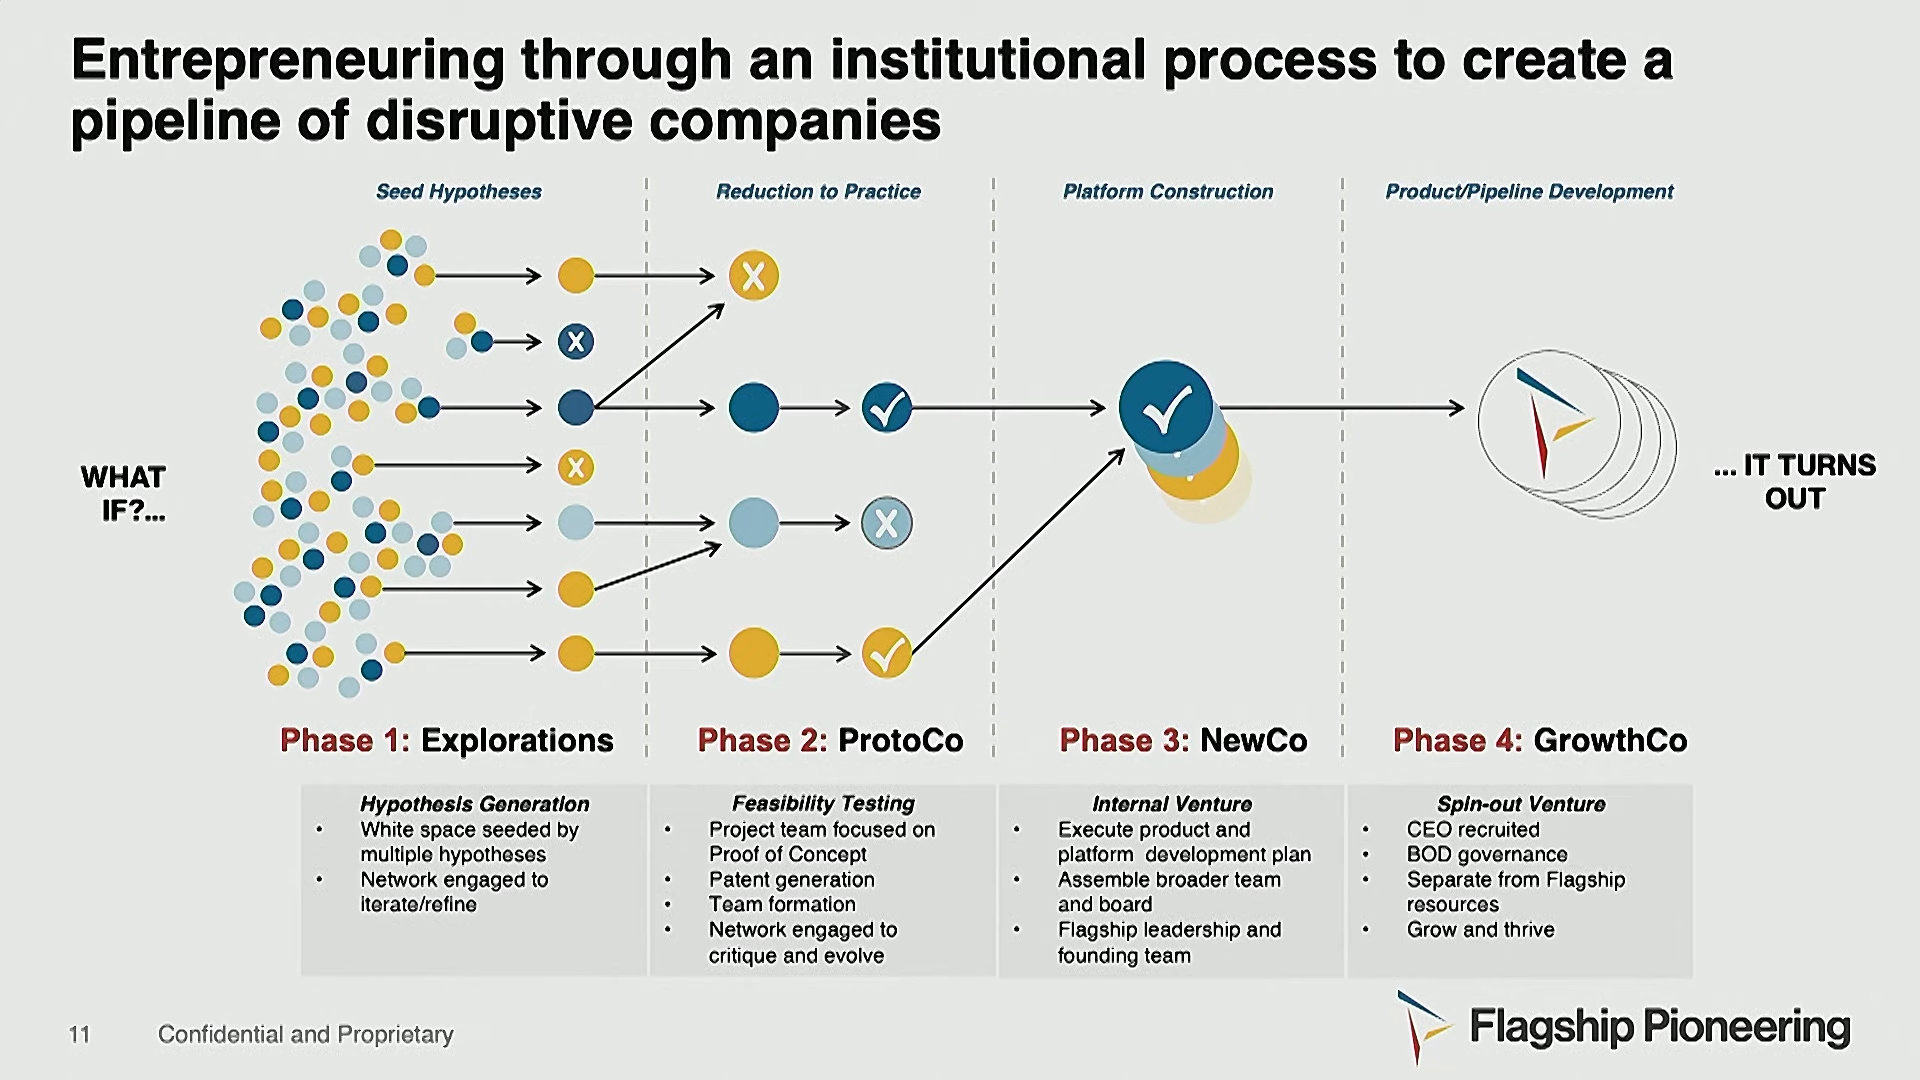 Entrepreneuring through an institutional process to create a
pipeline of disruptive companies
Seed Hypotheses
Reduction to Practice
Platform Construction
Product/Pipeline Development
X
X
X
X
WHAT
IF?...
... IT TURNS
OUT
Phase 1: Explorations
Phase 2: ProtoCo
Phase 3: NewCo
Phase 4: GrowthCo
Hypothesis Generation
• White space seeded by
multiple hypotheses
• Network engaged to
iterate/refine
Feasibility Testing
• Project team focused on
Proof of Concept
• Patent generation
• Team formation
• Network engaged to
critique and evolve
Internal Venture
• Execute product and
platform development plan
• Assemble broader team
and board
• Flagship leadership and
founding team
Spin-out Venture
• CEO recruited
• BOD governance
• Separate from Flagship
resources
• Grow and thrive
11
Confidential and Proprietary
Flagship Pioneering